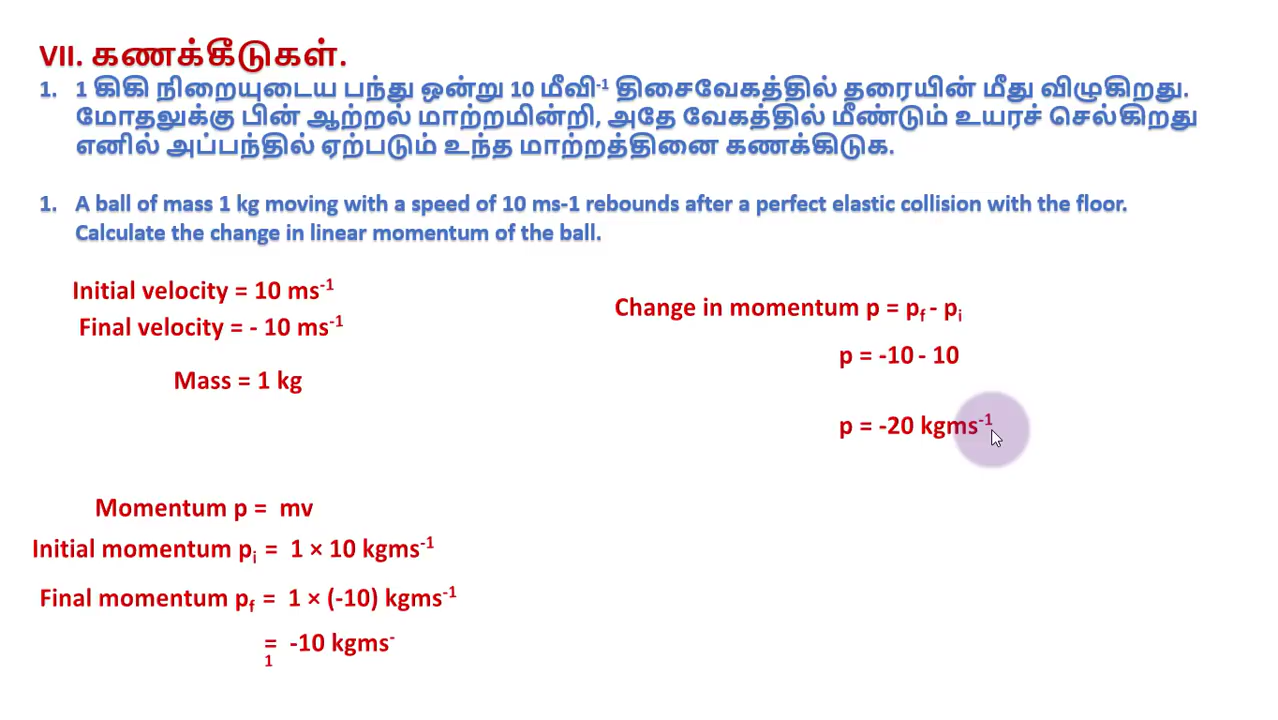 VII. கணக்கீடுகள்.
1. 1 கிகி நிறையுடைய பந்து ஒன்று 10 மீவி⁻¹ திசைவேகத்தில் தரையின் மீது விழுகிறது.
மோதலுக்கு பின் ஆற்றல் மாற்றமின்றி, அதே வேகத்தில் மீண்டும் உயரச் செல்கிறது
எனில் அப்பந்தில் ஏற்படும் உந்த மாற்றத்தினை கணக்கிடுக.
1. A ball of mass 1 kg moving with a speed of 10 ms-1 rebounds after a perfect elastic collision with the floor.
Calculate the change in linear momentum of the ball.
Initial velocity = 10 ms⁻¹
Final velocity = - 10 ms⁻¹
Mass = 1 kg
Momentum p = mv
Initial momentum pᵢ = 1 × 10 kgms⁻¹
Final momentum p_f = 1 × (-10) kgms⁻¹
= -10 kgms⁻
1
Change in momentum p = p_f - pᵢ
p = -10 - 10
p = -20 kgms⁻¹